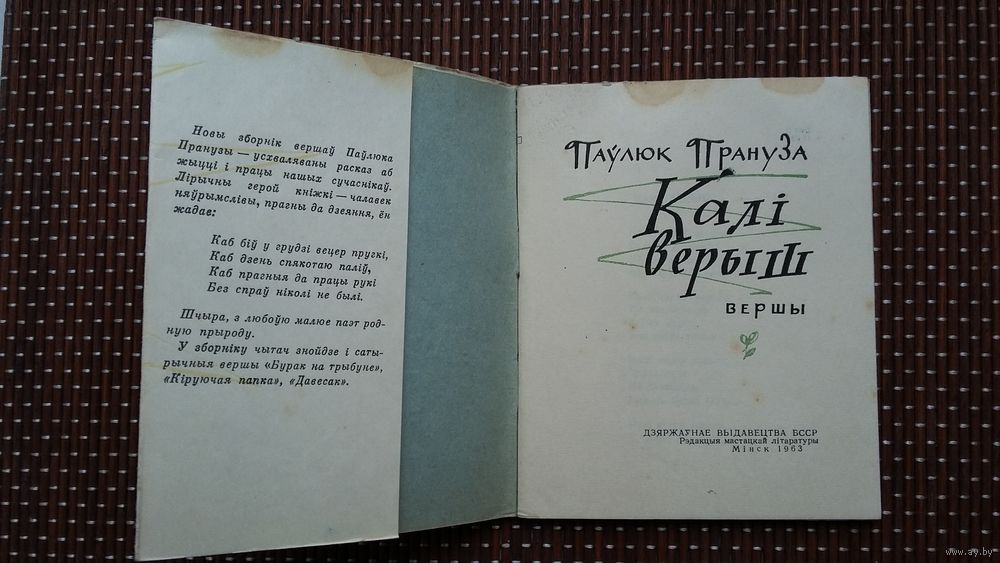 Новы зборнік вершаў Паўлюка
Пранузы — усхваляваны расказ аб
жыцці і працы нашых сучаснікаў.
Лірычны герой кніжкі — чалавек
няўрымслівы, прагны да дзеяння, ён
жадае:
Каб біў у грудзі вецер пругкі,
Каб дзень спякотаю паліў,
Каб прагныя да працы рукі
Без спраў ніколі не былі.
Шчыра, з любоўю малюе паэт род-
ную прыроду.
У зборніку чытач знойдзе і саты-
рычныя вершы «Бурак на трыбуне»,
«Кіруючая папка», «Давесак».
Паўлюк Прануза
Калі
верыш
вершы
ДЗЯРЖАЎНАЕ ВЫДАВЕЦТВА БССР
Рэдакцыя мастацкай літаратуры
Мінск 1963
www.ay.by